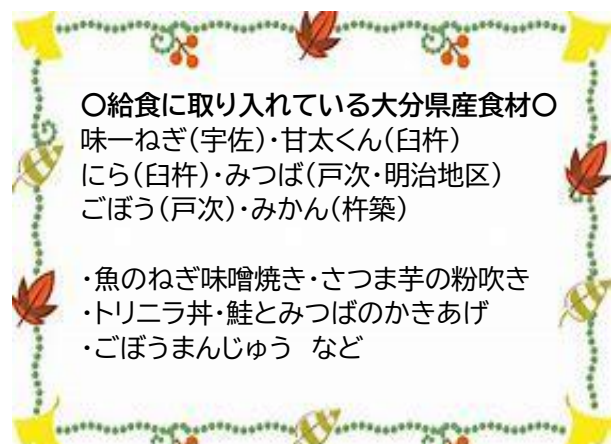 〇給食に取り入れている大分県産食材〇
味一ねぎ(宇佐)・甘太くん(臼杵)
にら(臼杵)・みつば(戸次・明治地区)
ごぼう(戸次)・みかん(杵築)
・魚のねぎ味噌焼き・さつま芋の粉吹き
・トリニラ丼・鮭とみつばのかきあげ
・ごぼうまんじゅう　など